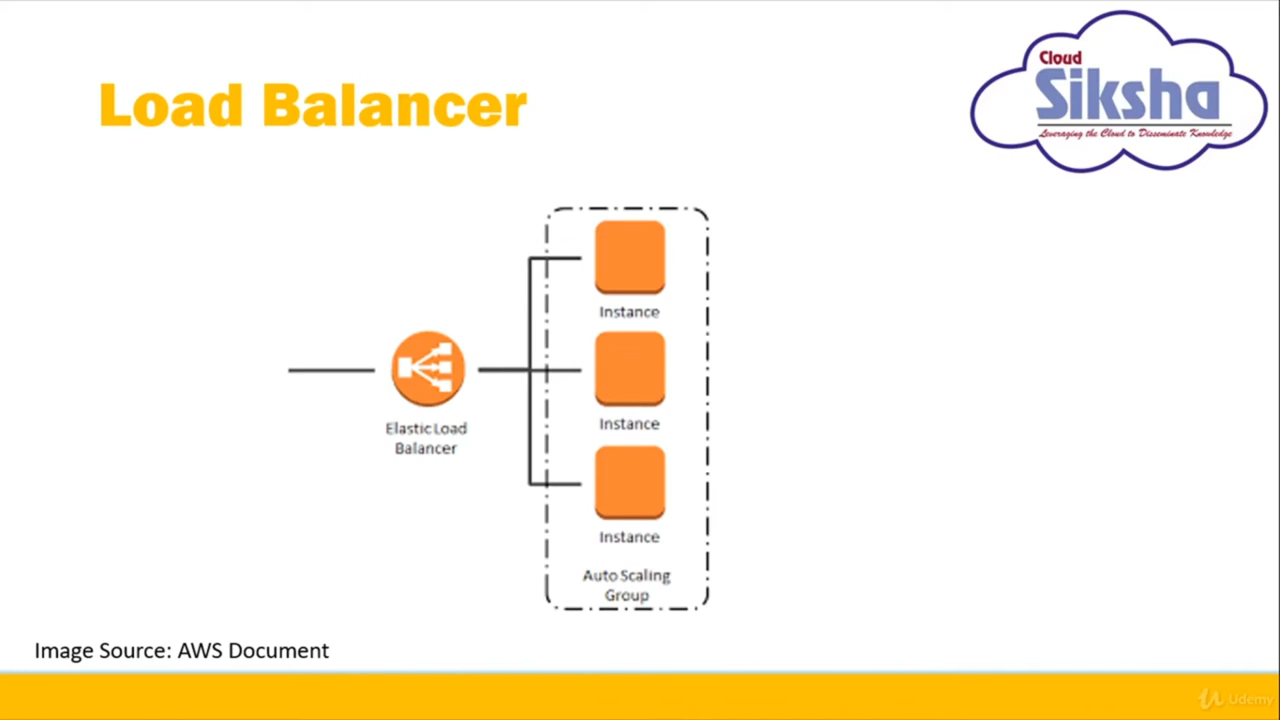 Load Balancer
Cloud
Siksha
Leveraging the Cloud to Disseminate Knowledge
Instance
Instance
Elastic Load
Balancer
Instance
Auto Scaling
Group
Image Source: AWS Document
Udemy